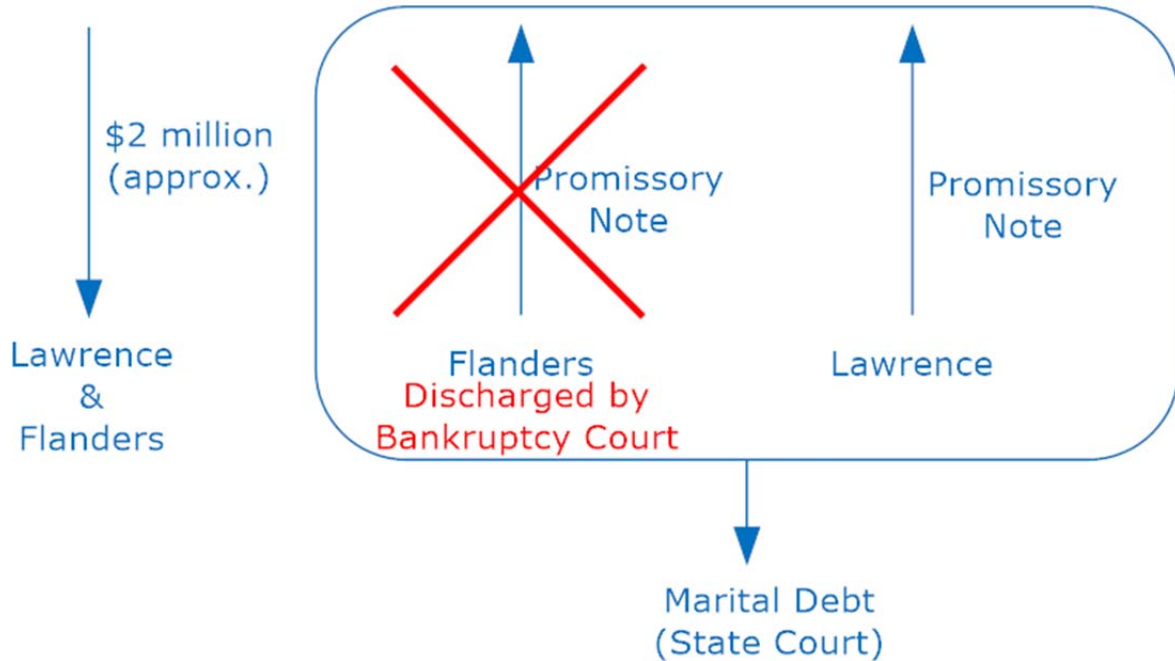 $2 million
(approx.)
Lawrence
&
Flanders
Promissory
Note
Flanders
Discharged by
Bankruptcy Court
Promissory
Note
Lawrence
Marital Debt
(State Court)